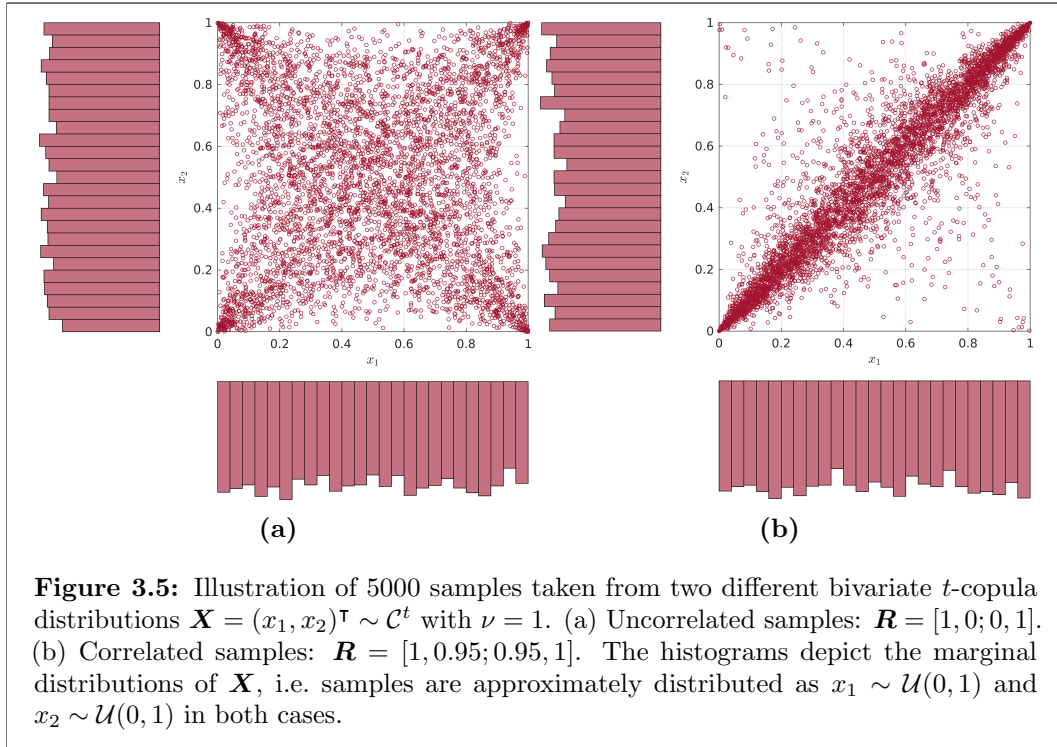 1
0.8
0.6
0.4
0.2
0
x₂
0 0.2 0.4 0.6 0.8 1
x₁
1
0.8
0.6
0.4
0.2
0
x₂
0 0.2 0.4 0.6 0.8 1
x₁
(a)
(b)
Figure 3.5: Illustration of 5000 samples taken from two different bivariate t-copula
distributions X = (x₁, x₂)ᵀ ∼ 𝒞ᵗ with ν = 1. (a) Uncorrelated samples: R = [1, 0; 0, 1].
(b) Correlated samples: R = [1, 0.95; 0.95, 1]. The histograms depict the marginal
distributions of X, i.e. samples are approximately distributed as x₁ ∼ 𝒰(0, 1) and
x₂ ∼ 𝒰(0, 1) in both cases.